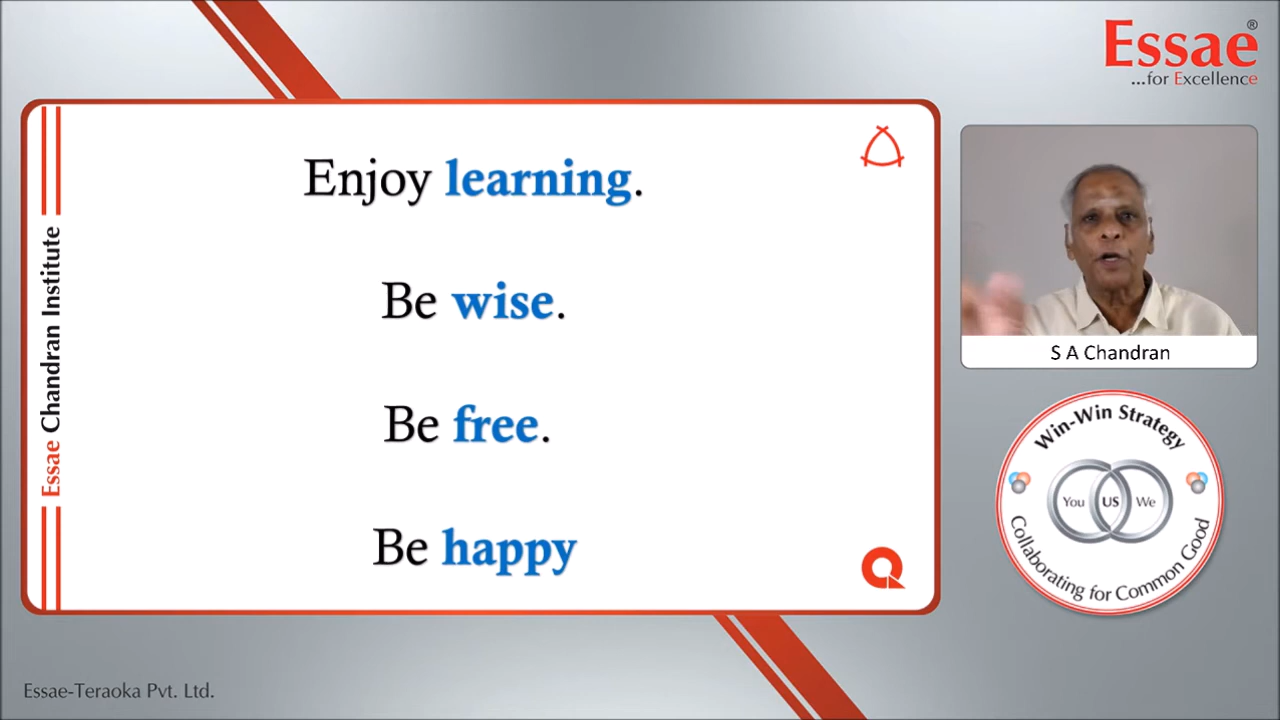 Essae®
...for Excellence
Essae Chandran Institute
Enjoy learning.
Be wise.
Be free.
Be happy
S A Chandran
Win-Win Strategy
You US We
Collaborating for Common Good
Essae-Teraoka Pvt. Ltd.